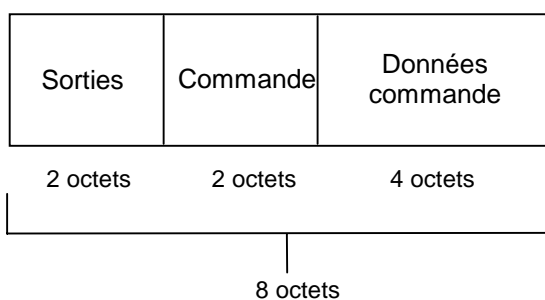 Sorties
Commande
Données
commande
2 octets
2 octets
4 octets
8 octets